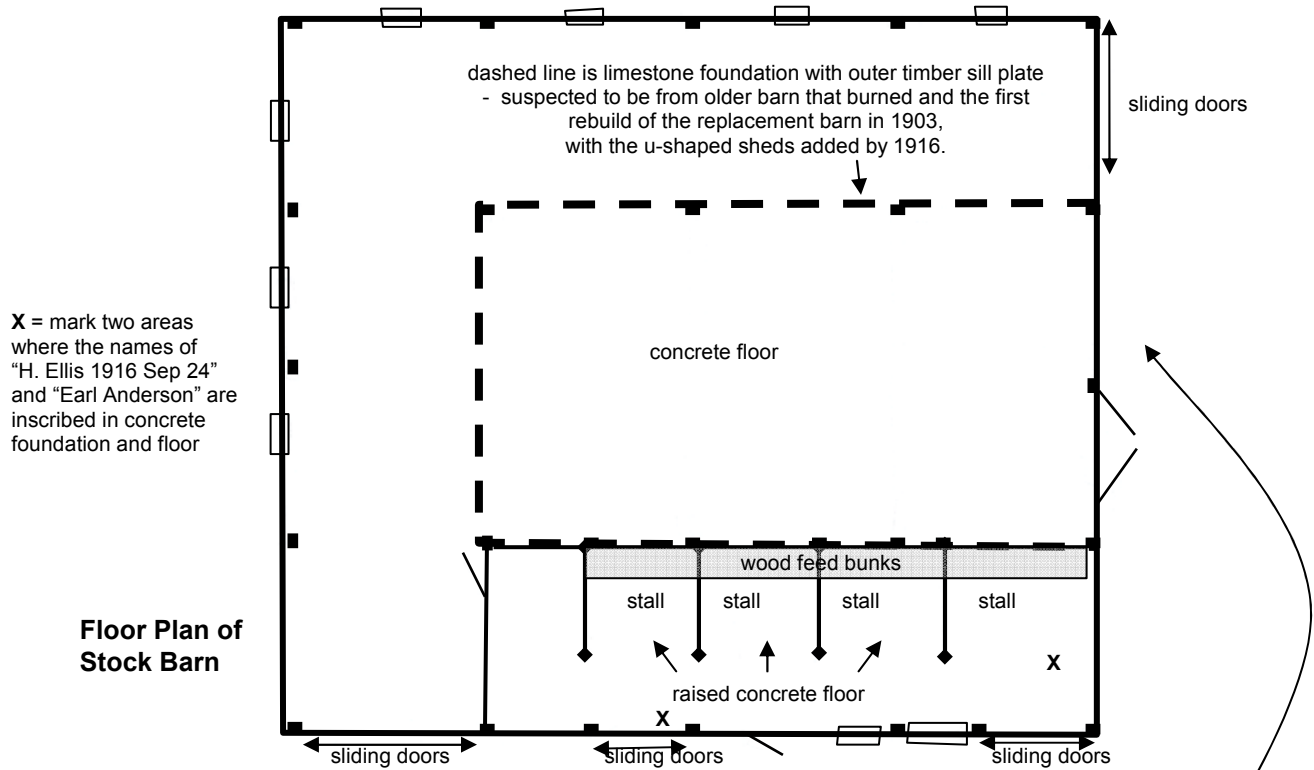 dashed line is limestone foundation with outer timber sill plate
- suspected to be from older barn that burned and the first
rebuild of the replacement barn in 1903,
with the u-shaped sheds added by 1916.
sliding doors
X = mark two areas
where the names of
“H. Ellis 1916 Sep 24”
and “Earl Anderson” are
inscribed in concrete
foundation and floor
concrete floor
wood feed bunks
stall stall stall stall
Floor Plan of
Stock Barn
X
raised concrete floor
X
sliding doors sliding doors sliding doors